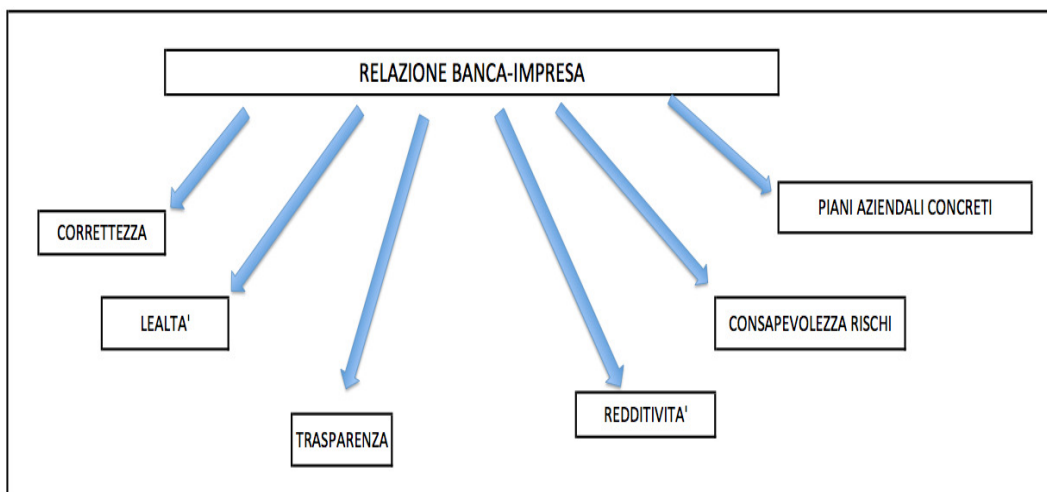 RELAZIONE BANCA-IMPRESA
PIANI AZIENDALI CONCRETI
CORRETTEZZA
LEALTA'
CONSAPEVOLEZZA RISCHI
REDDITIVITA'
TRASPARENZA